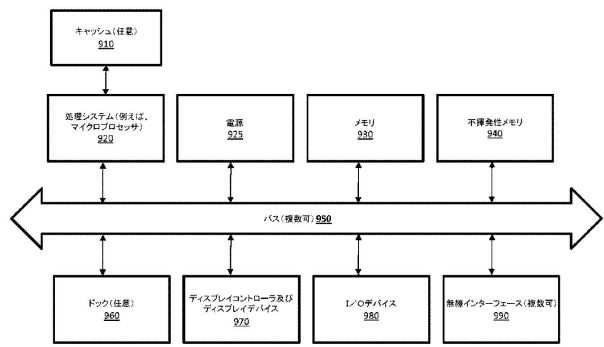 キャッシュ(任意)
910
処理システム(例えば、
マイクロプロセッサ)
920
電源
925
メモリ
930
不揮発性メモリ
940
バス(複数可)950
ドック(任意)
960
ディスプレイコントローラ及び
ディスプレイデバイス
970
I/Oデバイス
980
無線インターフェース(複数可)
990